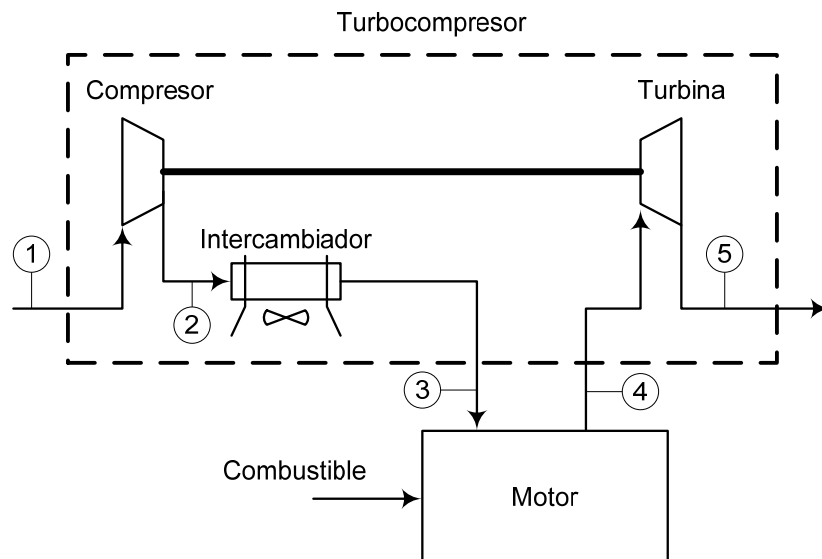 Turbocompresor
Compresor
Turbina
Intercambiador
1
5
2
3
4
Combustible
Motor